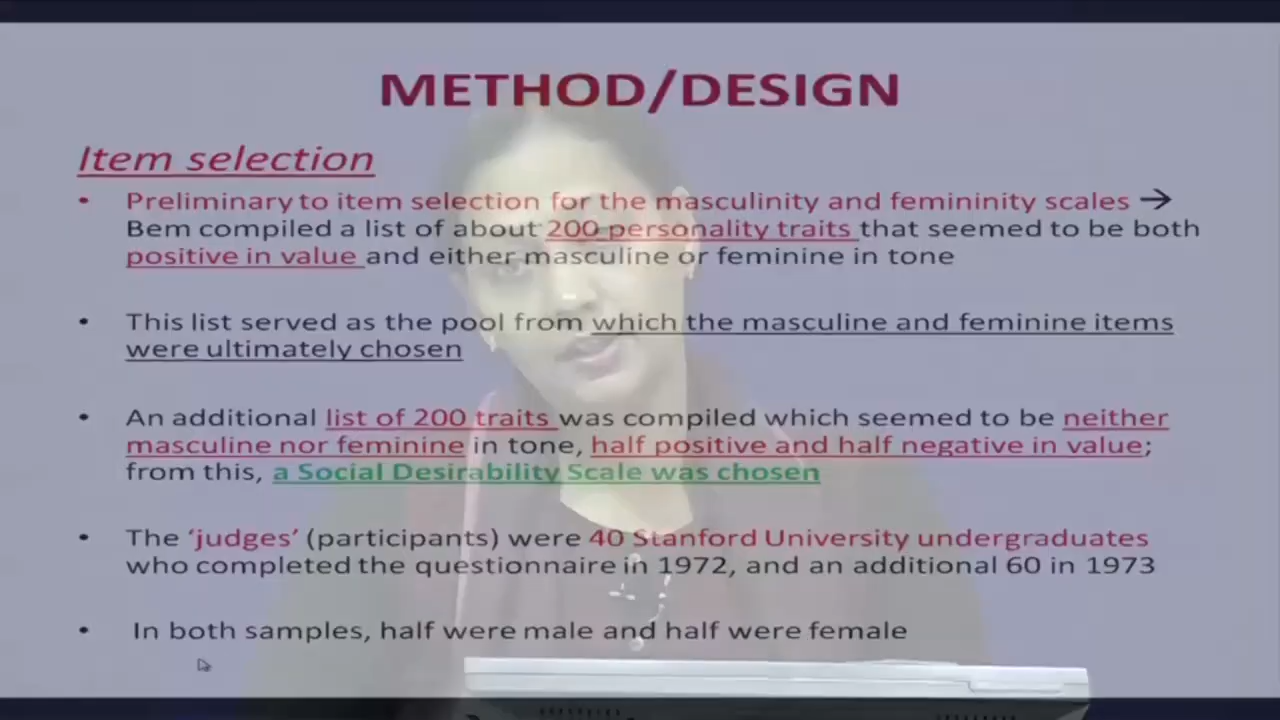 METHOD/DESIGN
Item selection
• Preliminary to item selection for the masculinity and femininity scales →
Bem compiled a list of about 200 personality traits that seemed to be both
positive in value and either masculine or feminine in tone
• This list served as the pool from which the masculine and feminine items
were ultimately chosen
• An additional list of 200 traits was compiled which seemed to be neither
masculine nor feminine in tone, half positive and half negative in value;
from this, a Social Desirability Scale was chosen
• The ‘judges’ (participants) were 40 Stanford University undergraduates
who completed the questionnaire in 1972, and an additional 60 in 1973
• In both samples, half were male and half were female